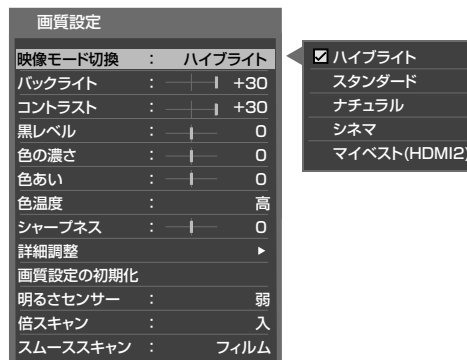 画質設定
映像モード切換 : ハイブライト
バックライト : +30
コントラスト : +30
黒レベル : 0
色の濃さ : 0
色あい : 0
色温度 : 高
シャープネス : 0
詳細調整
画質設定の初期化
明るさセンサー : 弱
倍スキャン : 入
スムーススキャン : フィルム
ハイブライト
スタンダード
ナチュラル
シネマ
マイベスト(HDMI2)